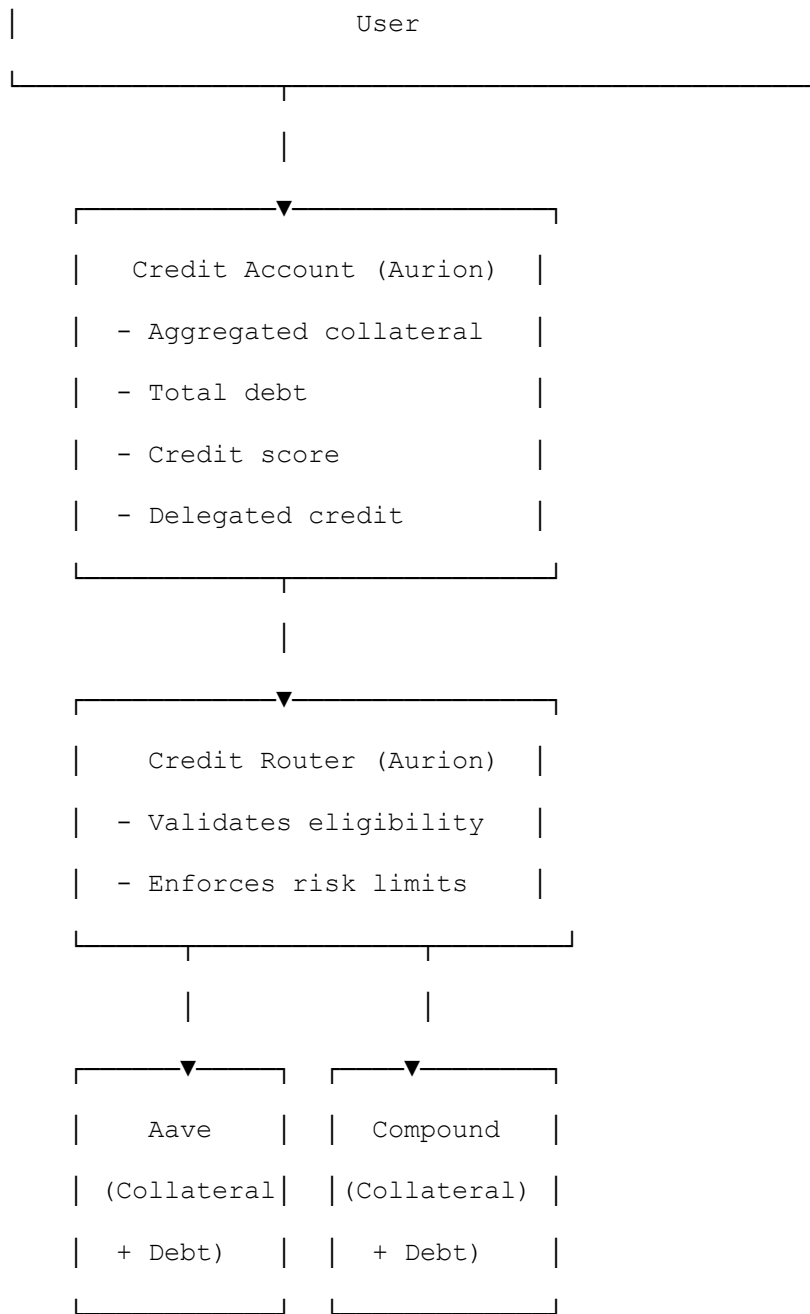 User
Credit Account (Aurion)
- Aggregated collateral
- Total debt
- Credit score
- Delegated credit
Credit Router (Aurion)
- Validates eligibility
- Enforces risk limits
Aave
(Collateral
+ Debt)
Compound
(Collateral)
+ Debt)